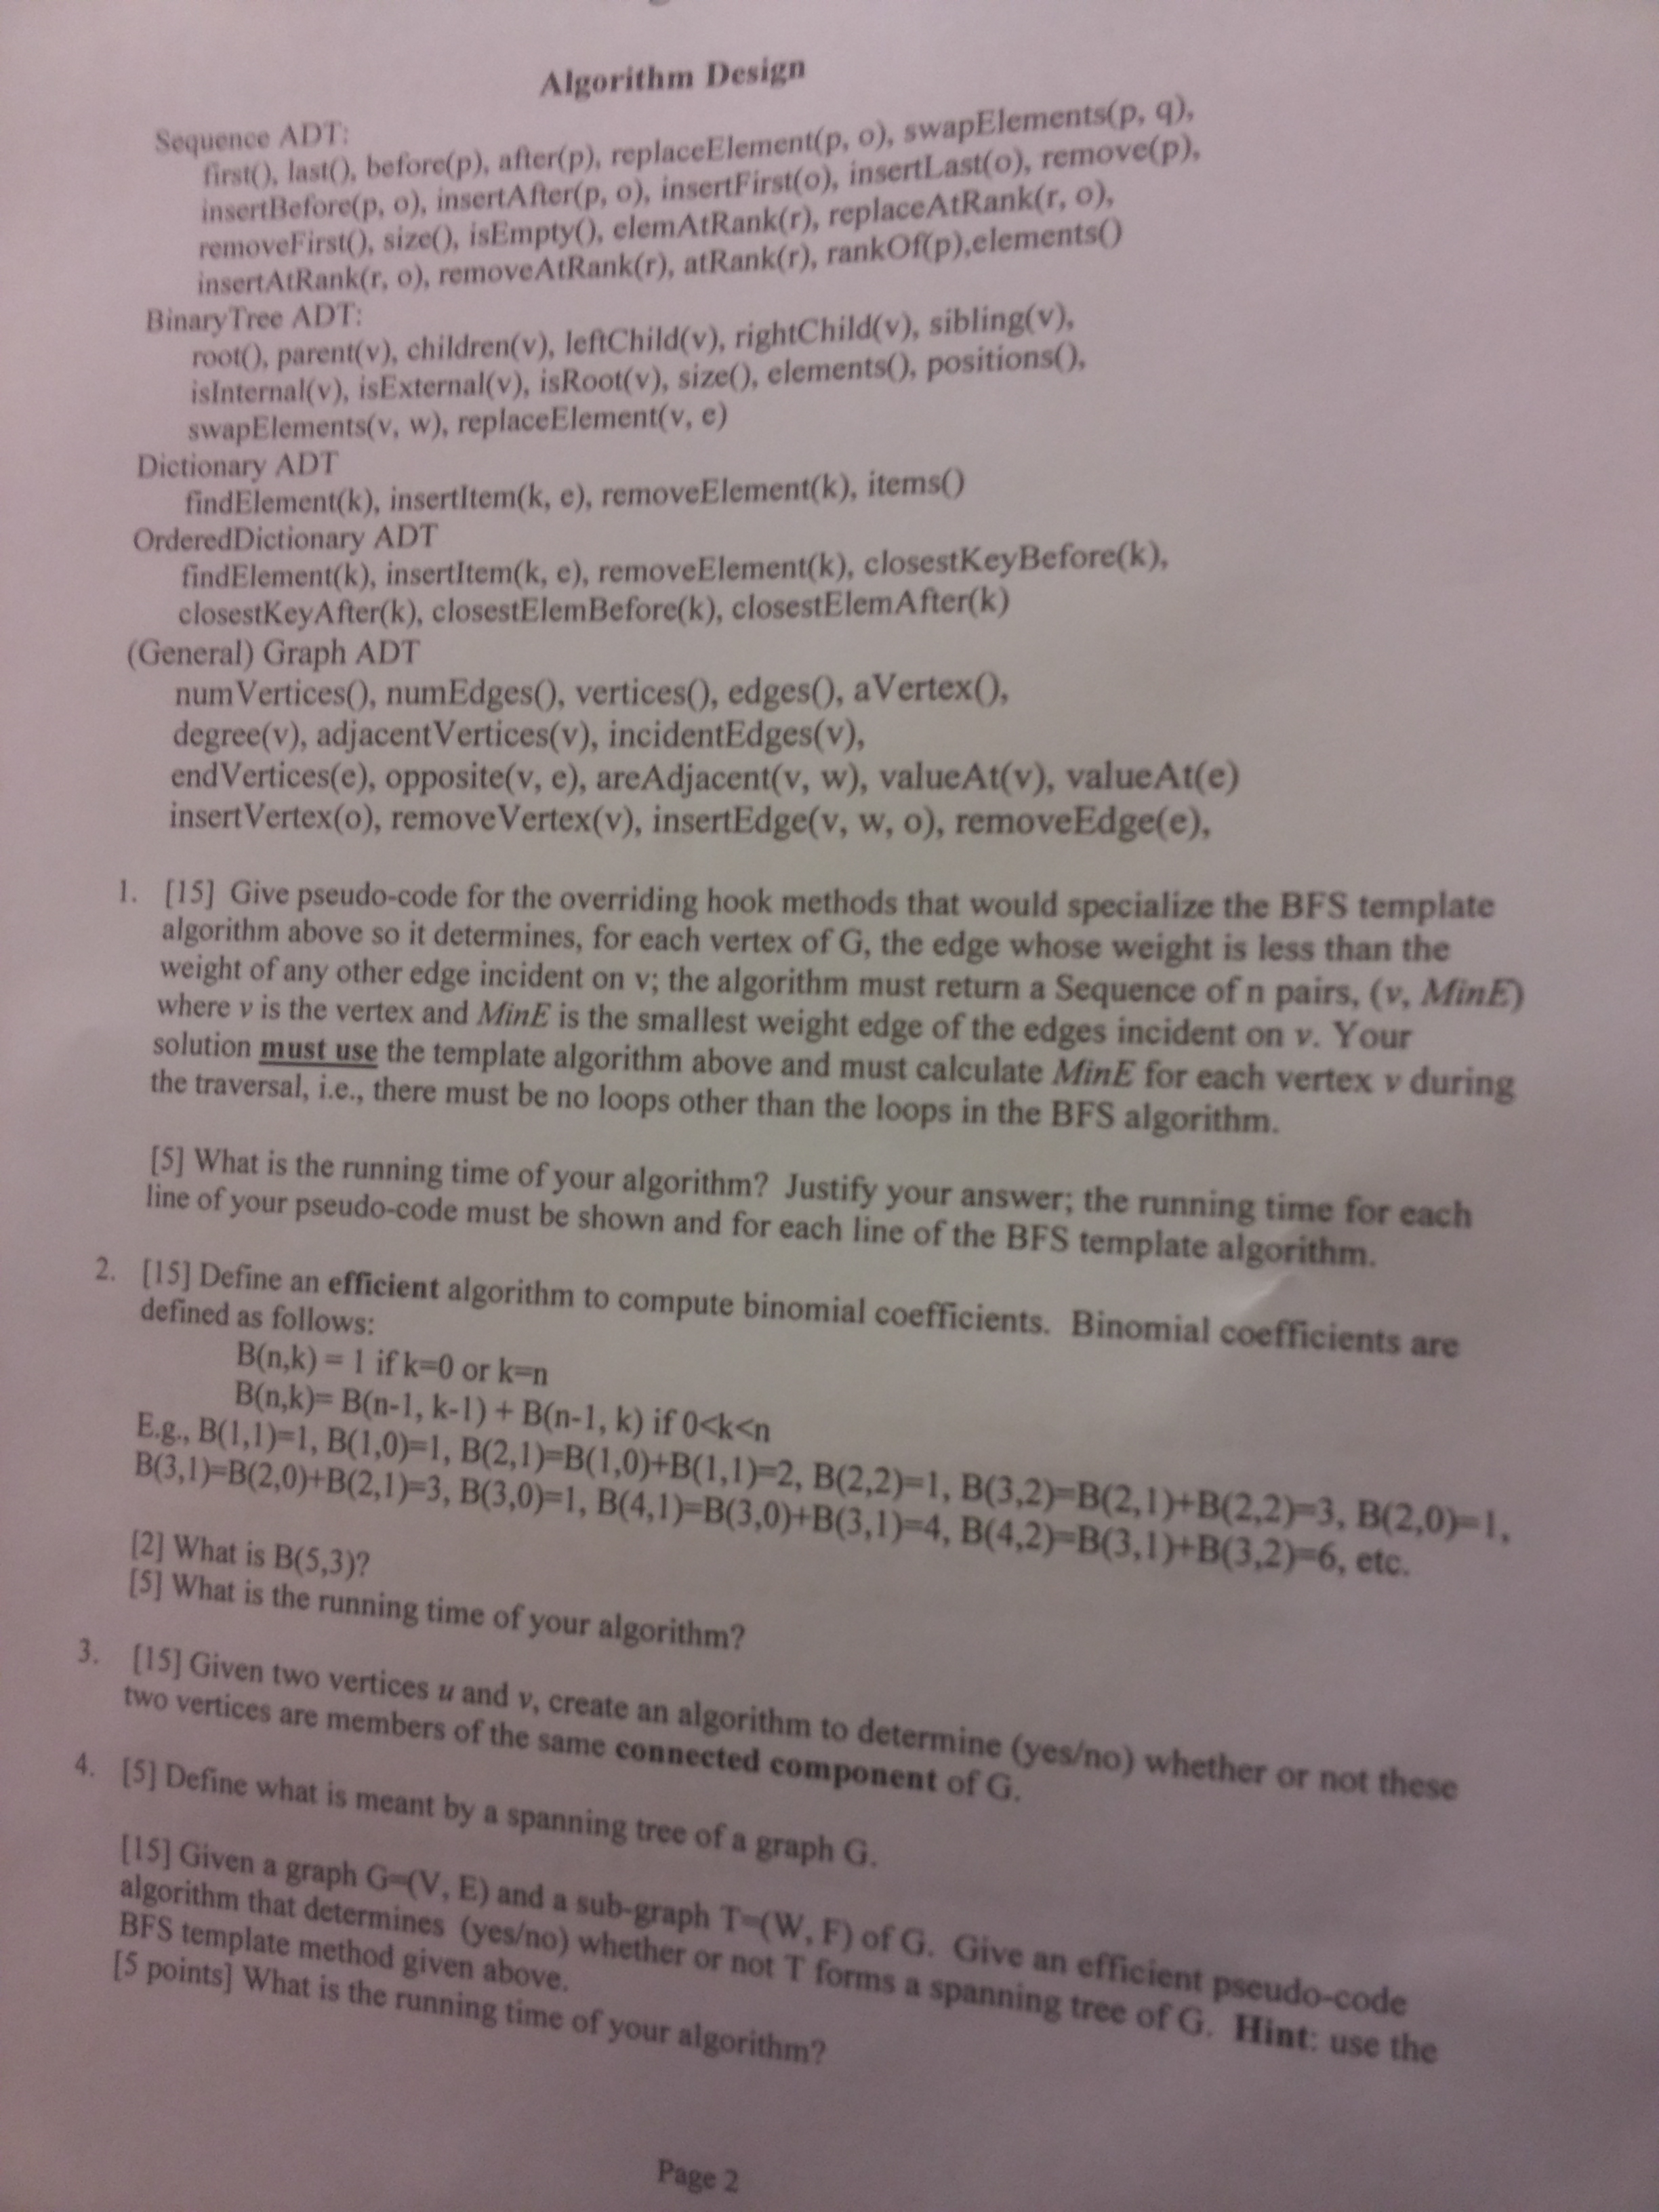 Algorithm Design
Sequence ADT:
first(), last(), before(p), after(p), replaceElement(p, o), swapElements(p, q),
insertBefore(p, o), insertAfter(p, o), insertFirst(o), insertLast(o), remove(p),
removeFirst(), size(), isEmpty(), elemAtRank(r), replaceAtRank(r, o),
insertAtRank(r, o), removeAtRank(r), atRank(r), rankOf(p),elements()
BinaryTree ADT:
root(), parent(v), children(v), leftChild(v), rightChild(v), sibling(v),
isInternal(v), isExternal(v), isRoot(v), size(), elements(), positions(),
swapElements(v, w), replaceElement(v, e)
Dictionary ADT
findElement(k), insertItem(k, e), removeElement(k), items()
OrderedDictionary ADT
findElement(k), insertItem(k, e), removeElement(k), closestKeyBefore(k),
closestKeyAfter(k), closestElemBefore(k), closestElemAfter(k)
(General) Graph ADT
numVertices(), numEdges(), vertices(), edges(), aVertex(),
degree(v), adjacentVertices(v), incidentEdges(v),
endVertices(e), opposite(v, e), areAdjacent(v, w), valueAt(v), valueAt(e)
insertVertex(o), removeVertex(v), insertEdge(v, w, o), removeEdge(e),
1. [15] Give pseudo-code for the overriding hook methods that would specialize the BFS template
algorithm above so it determines, for each vertex of G, the edge whose weight is less than the
weight of any other edge incident on v; the algorithm must return a Sequence of n pairs, (v, MinE)
where v is the vertex and MinE is the smallest weight edge of the edges incident on v. Your
solution must use the template algorithm above and must calculate MinE for each vertex v during
the traversal, i.e., there must be no loops other than the loops in the BFS algorithm.
[5] What is the running time of your algorithm? Justify your answer; the running time for each
line of your pseudo-code must be shown and for each line of the BFS template algorithm.
2. [15] Define an efficient algorithm to compute binomial coefficients. Binomial coefficients are
defined as follows:
B(n,k) = 1 if k=0 or k=n
B(n,k)= B(n-1, k-1) + B(n-1, k) if 0<k<n
E.g., B(1,1)=1, B(1,0)=1, B(2,1)=B(1,0)+B(1,1)=2, B(2,2)=1, B(3,2)=B(2,1)+B(2,2)=3, B(2,0)=1,
B(3,1)=B(2,0)+B(2,1)=3, B(3,0)=1, B(4,1)=B(3,0)+B(3,1)=4, B(4,2)=B(3,1)+B(3,2)=6, etc.
[2] What is B(5,3)?
[5] What is the running time of your algorithm?
3. [15] Given two vertices u and v, create an algorithm to determine (yes/no) whether or not these
two vertices are members of the same connected component of G.
4. [5] Define what is meant by a spanning tree of a graph G.
[15] Given a graph G=(V, E) and a sub-graph T=(W, F) of G. Give an efficient pseudo-code
algorithm that determines (yes/no) whether or not T forms a spanning tree of G. Hint: use the
BFS template method given above.
[5 points] What is the running time of your algorithm?
Page 2